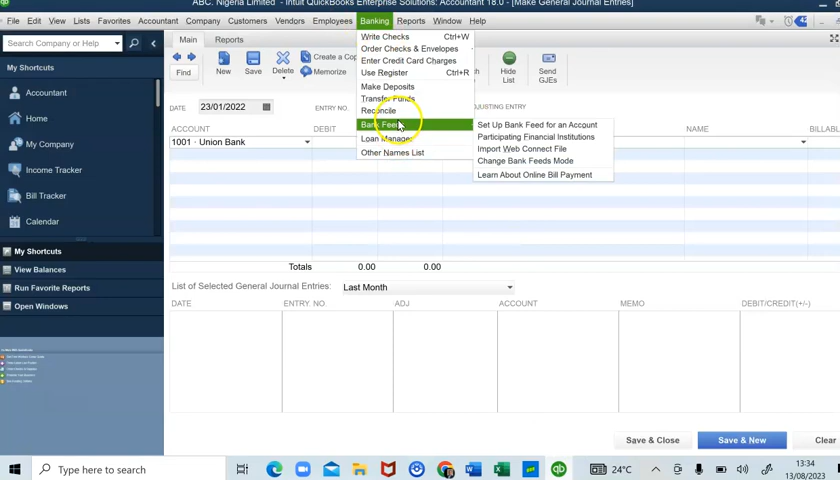 ABC. Nigeria Limited - Intuit QuickBooks Enterprise Solutions: Accountant 18.0 - [Make General Journal Entries]
File Edit View Lists Favorites Accountant Company Customers Vendors Employees Banking Reports Window Help 42
Search Company or Help
My Shortcuts
Accountant
Home
My Company
Income Tracker
Bill Tracker
Calendar
My Shortcuts
View Balances
Run Favorite Reports
Open Windows
Main Reports
Find
New
Save
Delete
Create a Cop
Memorize
Hide List
Send GJEs
Write Checks Ctrl+W
Order Checks & Envelopes
Enter Credit Card Charges
Use Register Ctrl+R
Make Deposits
Transfer Funds
Reconcile
Bank Feeds
Loan Manager
Other Names List
Set Up Bank Feed for an Account
Participating Financial Institutions
Import Web Connect File
Change Bank Feeds Mode
Learn About Online Bill Payment
DATE 23/01/2022 ENTRY NO. ADJUSTING ENTRY
ACCOUNT DEBIT NAME BILLABL
1001 · Union Bank
Totals 0.00 0.00
List of Selected General Journal Entries: Last Month
DATE ENTRY NO ADJ ACCOUNT MEMO DEBIT/CREDIT(+/-)
Save & Close Save & New Clear
Type here to search
24°C
13:34
13/08/2023